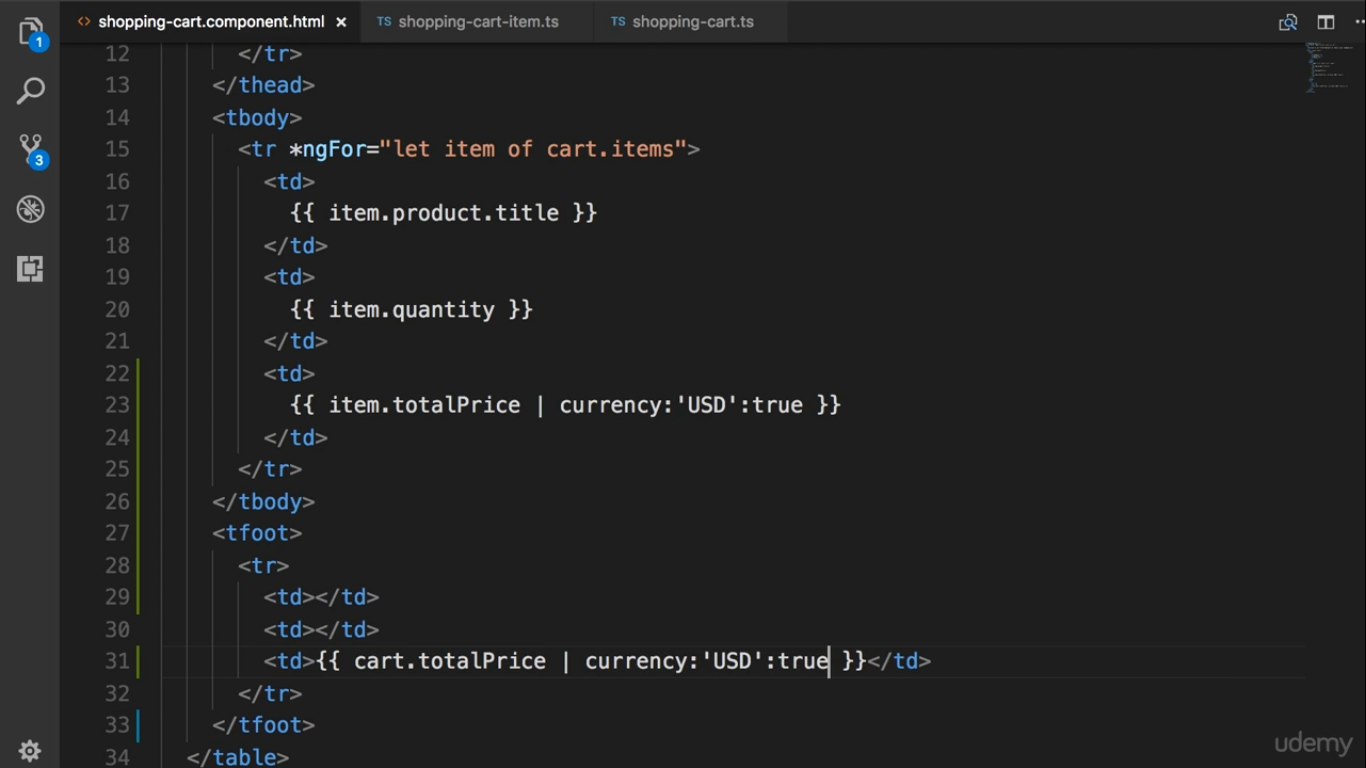 shopping-cart.component.html × TS shopping-cart-item.ts TS shopping-cart.ts
1
3
12 </tr>
13 </thead>
14 <tbody>
15 <tr *ngFor="let item of cart.items">
16 <td>
17 {{ item.product.title }}
18 </td>
19 <td>
20 {{ item.quantity }}
21 </td>
22 <td>
23 {{ item.totalPrice | currency:'USD':true }}
24 </td>
25 </tr>
26 </tbody>
27 <tfoot>
28 <tr>
29 <td></td>
30 <td></td>
31 <td>{{ cart.totalPrice | currency:'USD':true }}</td>
32 </tr>
33 </tfoot>
34 </table>
udemy